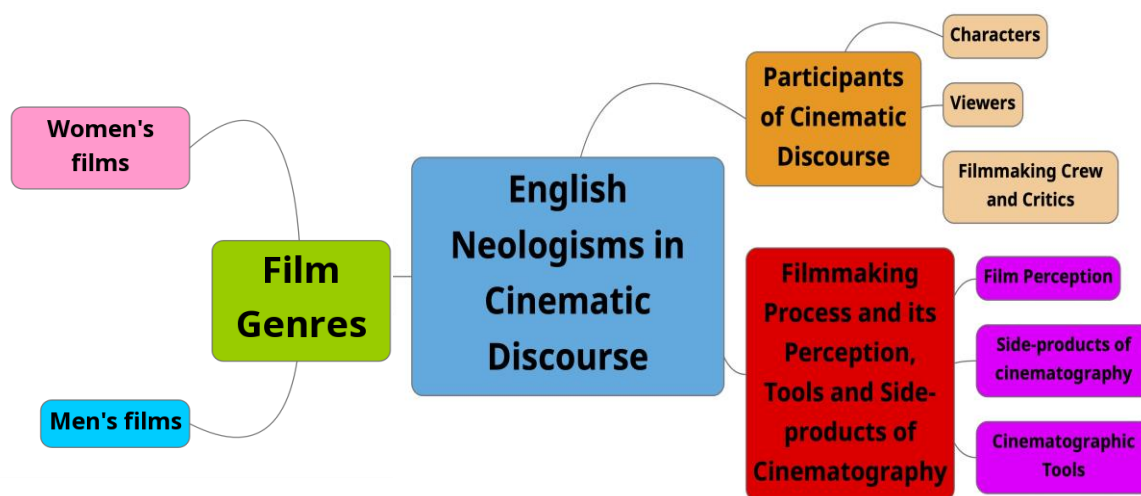 Women's
films
Film
Genres
Men's films
English
Neologisms in
Cinematic
Discourse
Participants
of Cinematic
Discourse
Characters
Viewers
Filmmaking Crew
and Critics
Filmmaking
Process and its
Perception,
Tools and Side-
products of
Cinematography
Film Perception
Side-products of
cinematography
Cinematographic
Tools